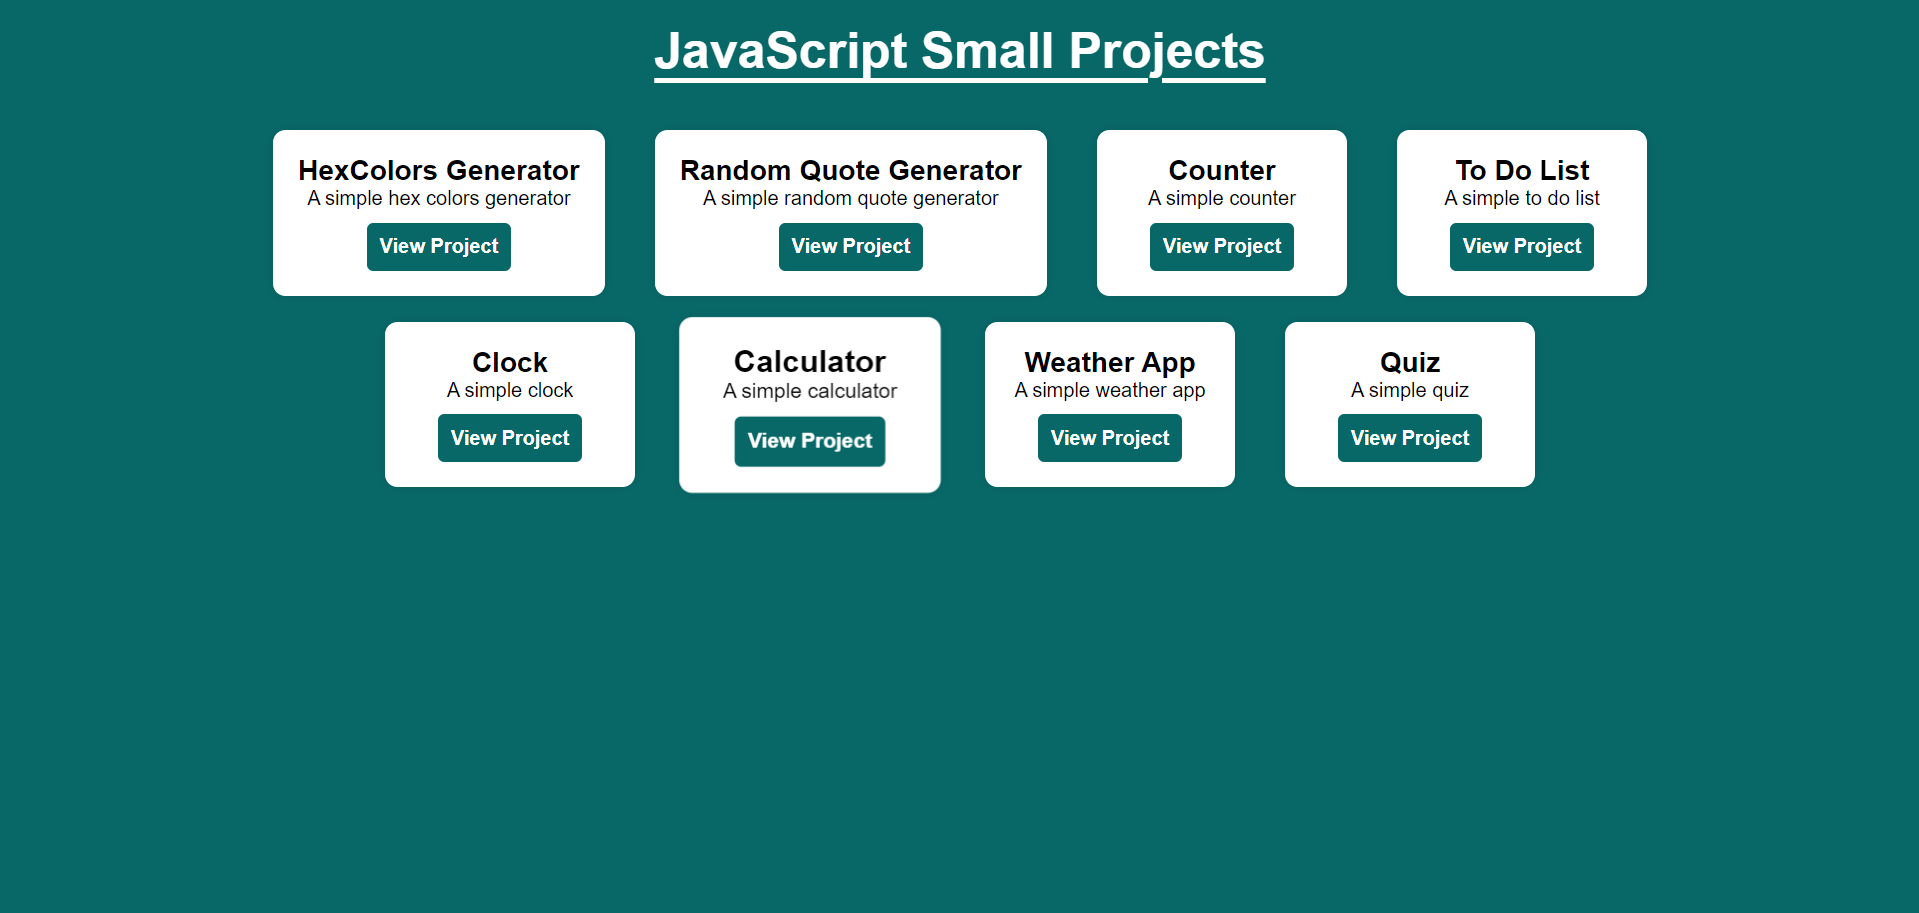 JavaScript Small Projects
HexColors Generator
A simple hex colors generator
View Project
Random Quote Generator
A simple random quote generator
View Project
Counter
A simple counter
View Project
To Do List
A simple to do list
View Project
Clock
A simple clock
View Project
Calculator
A simple calculator
View Project
Weather App
A simple weather app
View Project
Quiz
A simple quiz
View Project